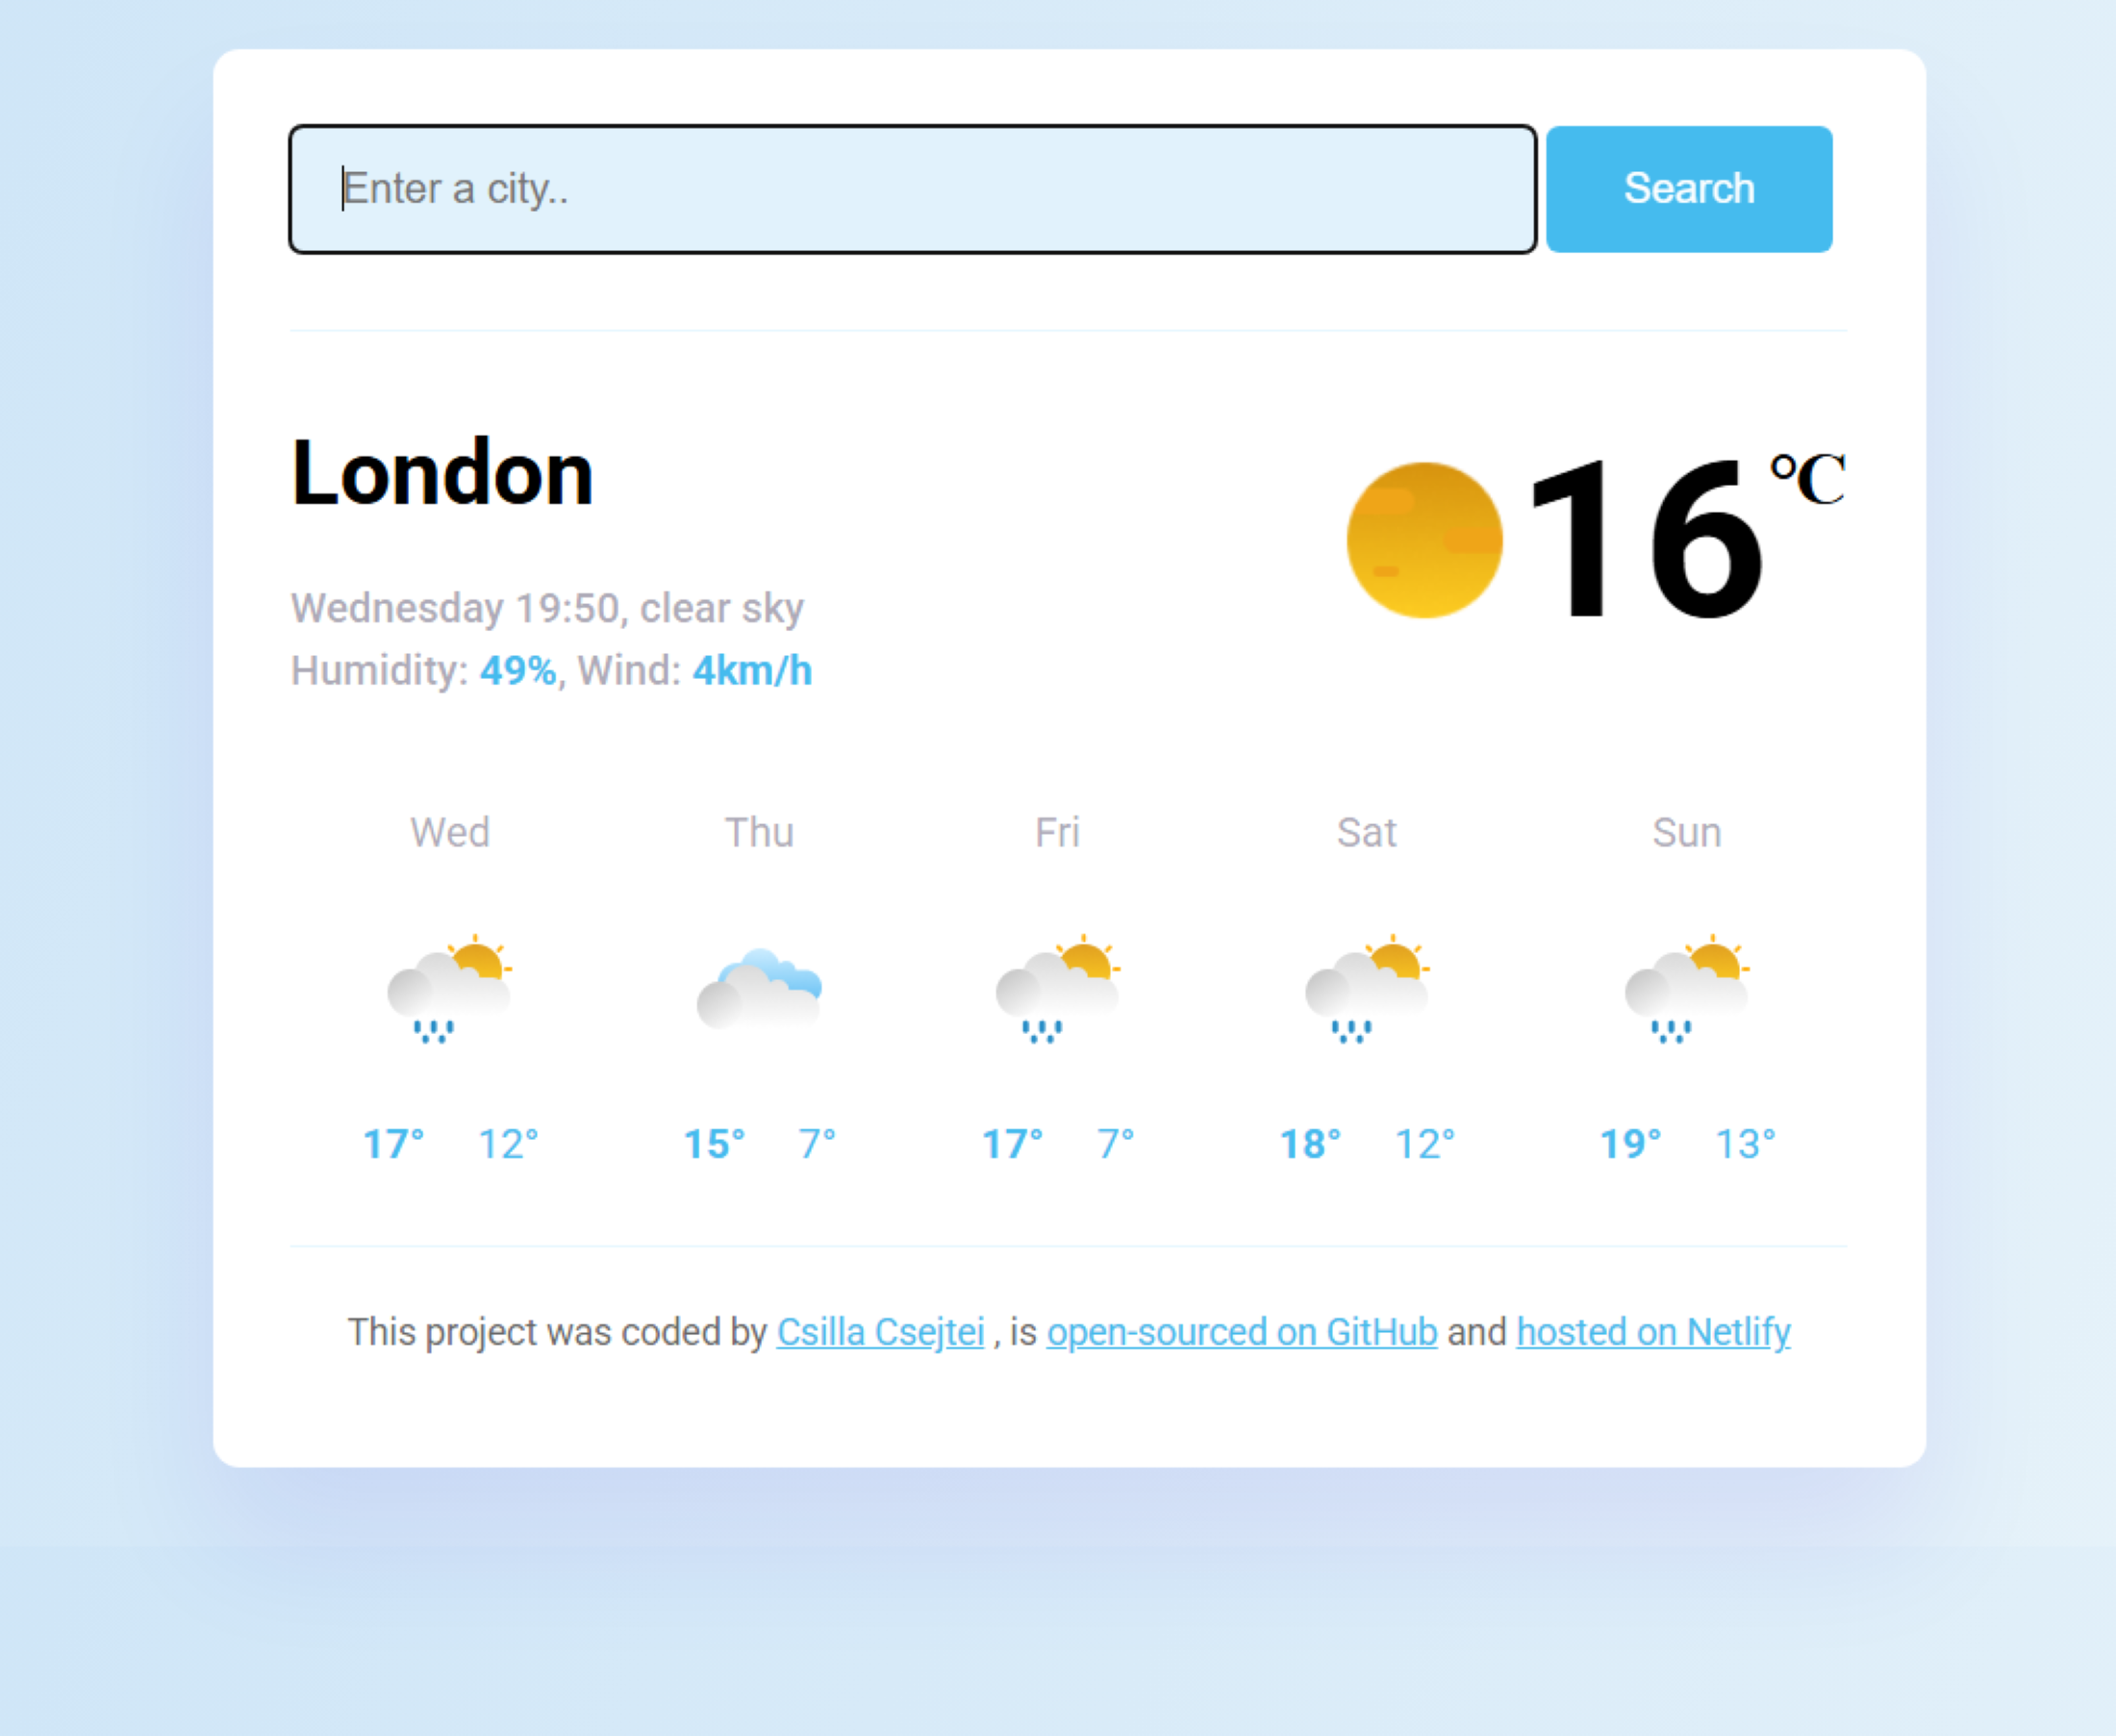 Enter a city..
Search
London
16 °C
Wednesday 19:50, clear sky
Humidity: 49%, Wind: 4km/h
Wed Thu Fri Sat Sun
17° 12° 15° 7° 17° 7° 18° 12° 19° 13°
This project was coded by Csilla Csejtei , is open-sourced on GitHub and hosted on Netlify